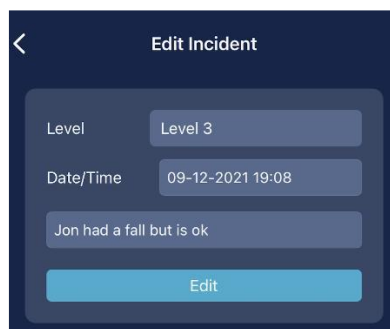 Edit Incident
Level Level 3
Date/Time 09-12-2021 19:08
Jon had a fall but is ok
Edit